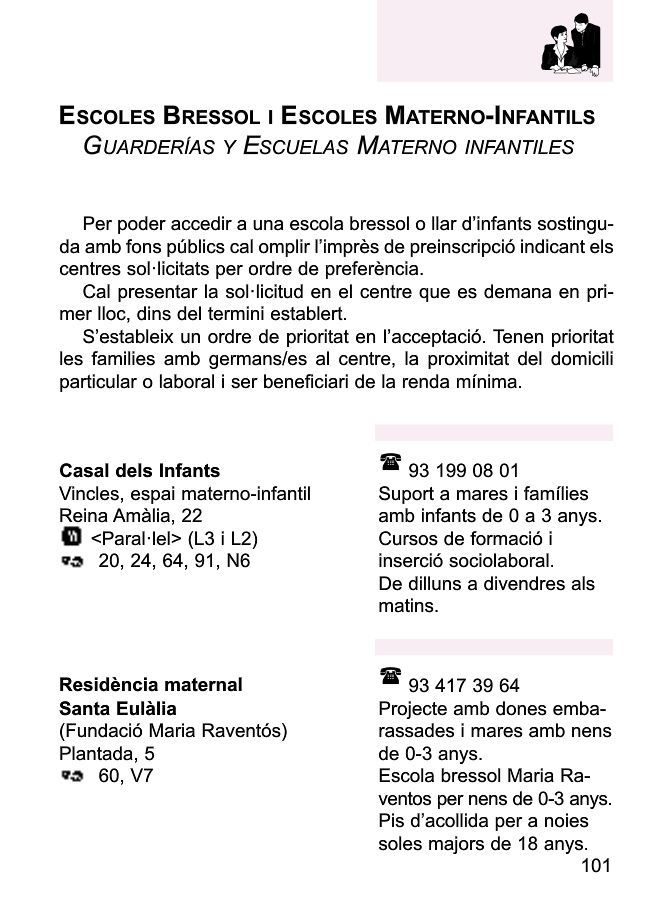 ESCOLES BRESSOL I ESCOLES MATERNO-INFANTILS
GUARDERÍAS Y ESCUELAS MATERNO INFANTILES
Per poder accedir a una escola bressol o llar d’infants sostingu-
da amb fons públics cal omplir l’imprès de preinscripció indicant els
centres sol·licitats per ordre de preferència.
Cal presentar la sol·licitud en el centre que es demana en pri-
mer lloc, dins del termini establert.
S’estableix un ordre de prioritat en l’acceptació. Tenen prioritat
les families amb germans/es al centre, la proximitat del domicili
particular o laboral i ser beneficiari de la renda mínima.
Casal dels Infants
Vincles, espai materno-infantil
Reina Amàlia, 22
<Paral·lel> (L3 i L2)
20, 24, 64, 91, N6
93 199 08 01
Suport a mares i famílies
amb infants de 0 a 3 anys.
Cursos de formació i
inserció sociolaboral.
De dilluns a divendres als
matins.
Residència maternal
Santa Eulàlia
(Fundació Maria Raventós)
Plantada, 5
60, V7
93 417 39 64
Projecte amb dones emba-
rassades i mares amb nens
de 0-3 anys.
Escola bressol Maria Ra-
ventos per nens de 0-3 anys.
Pis d’acollida per a noies
soles majors de 18 anys.
101